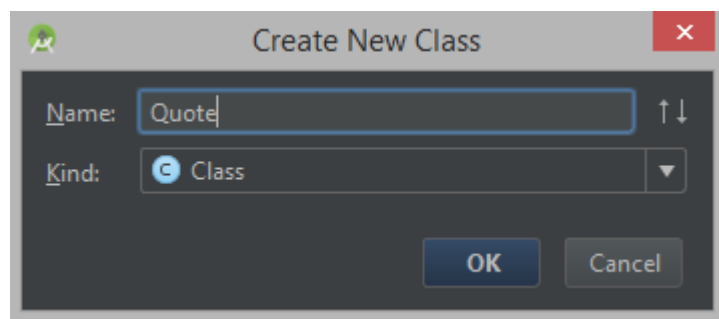 Create New Class
Name: Quote
Kind: C Class
OK Cancel